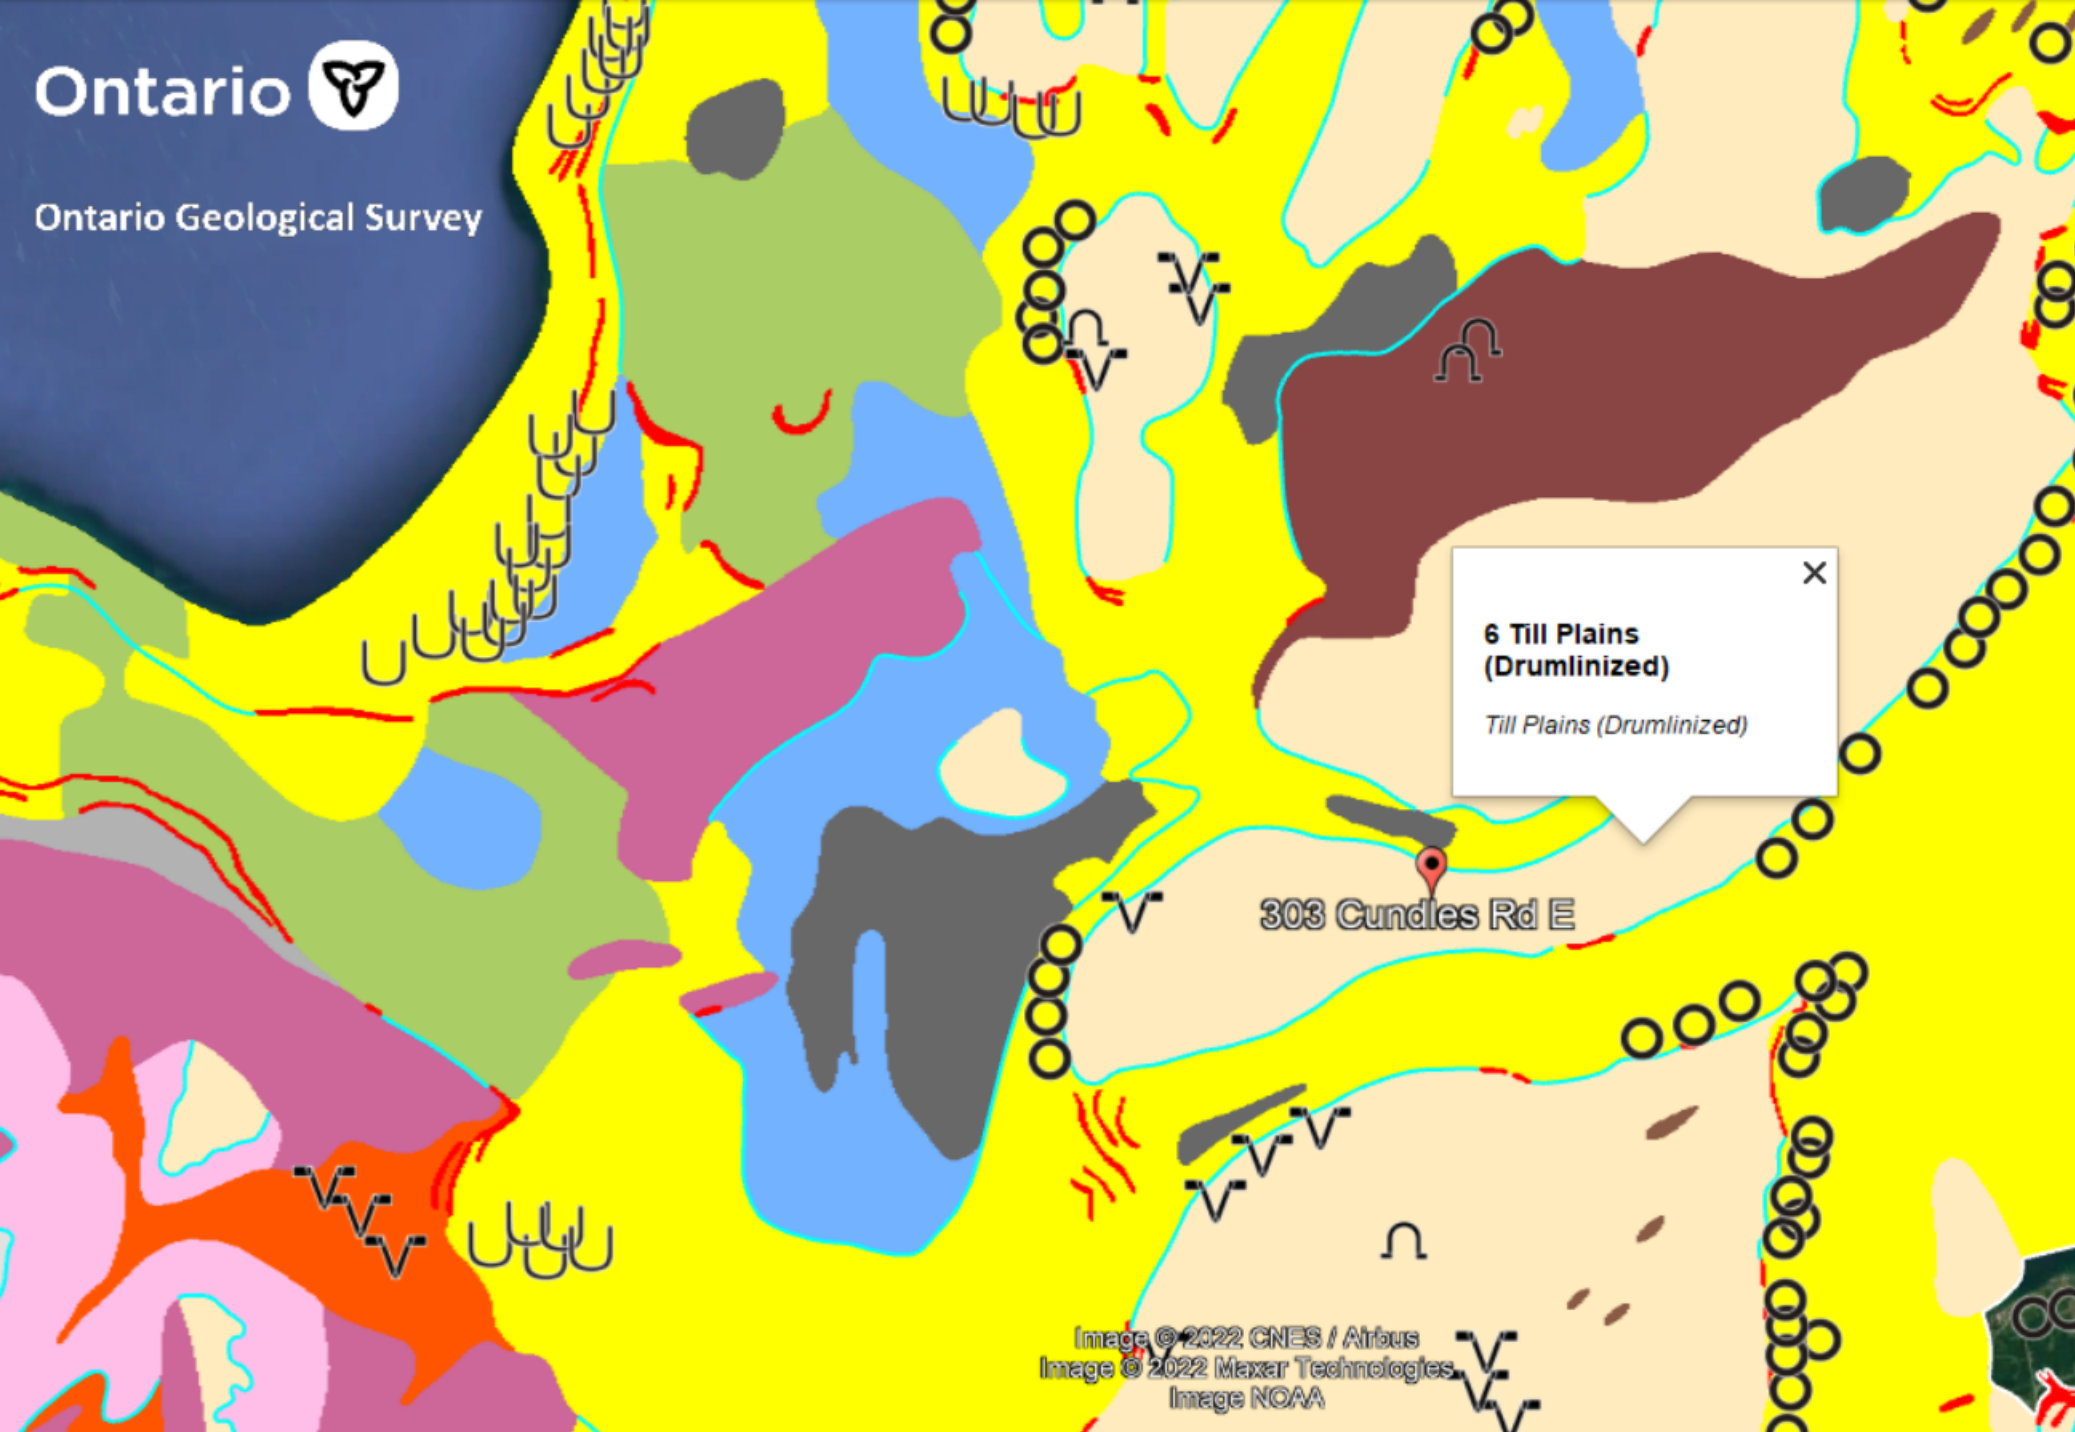 Ontario
Ontario Geological Survey
6 Till Plains
(Drumlinized)
Till Plains (Drumlinized)
303 Cundles Rd E
Image © 2022 CNES / Airbus
Image © 2022 Maxar Technologies
Image NOAA